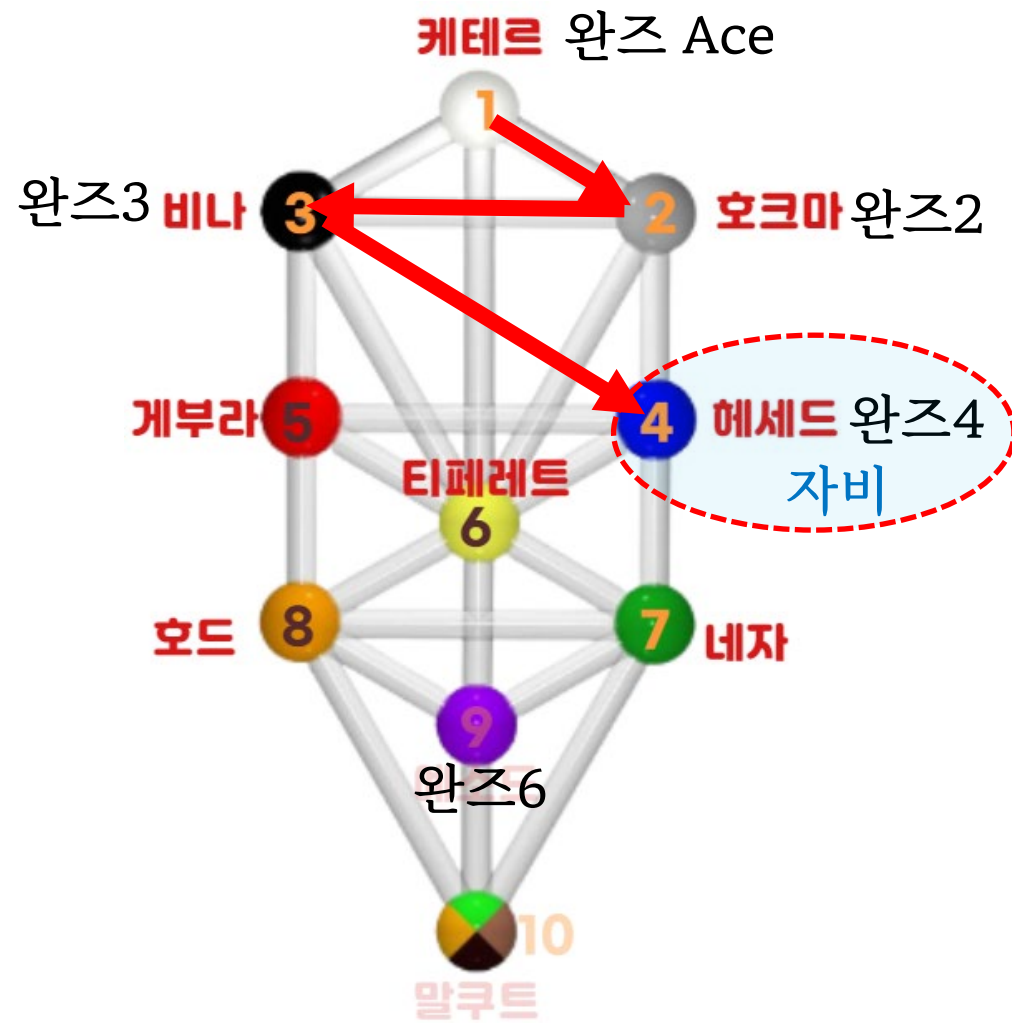 케테르 완즈 Ace
1
완즈3 비나 3
2 호크마 완즈2
게부라 5
4 헤세드 완즈4
자비
티페레트
6
호드 8
7 네자
9
완즈6
10
말쿠트